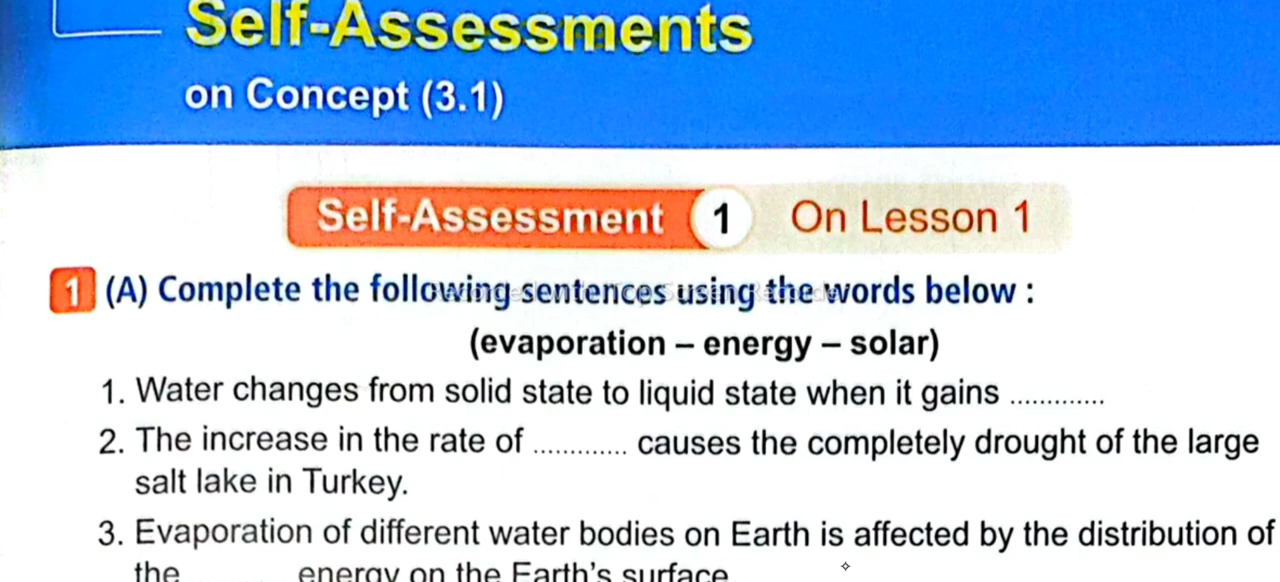 Self-Assessments
on Concept (3.1)
Self-Assessment 1 On Lesson 1
1 (A) Complete the following sentences using the words below :
(evaporation – energy – solar)
1. Water changes from solid state to liquid state when it gains .............
2. The increase in the rate of ............. causes the completely drought of the large
salt lake in Turkey.
3. Evaporation of different water bodies on Earth is affected by the distribution of
the ............. energy on the Earth's surface